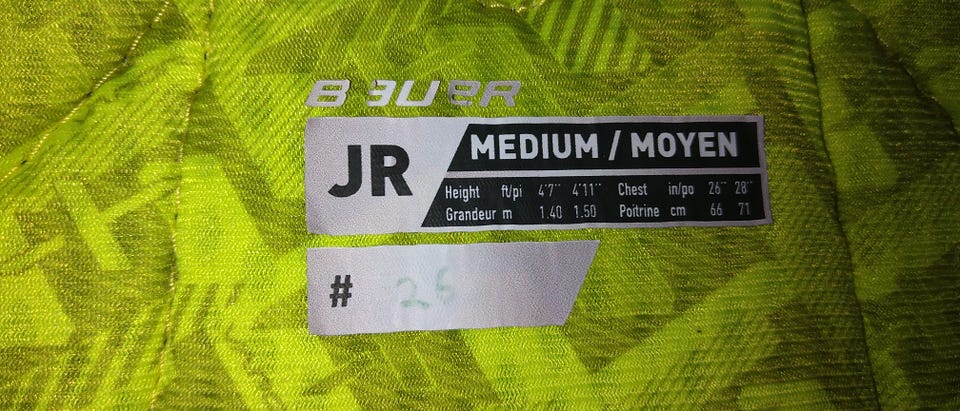 BAUER
JR
MEDIUM / MOYEN
Height ft/pi 4'7" 4'11" Chest in/po 26" 28"
Grandeur m 1.40 1.50 Poitrine cm 66 71
# 26